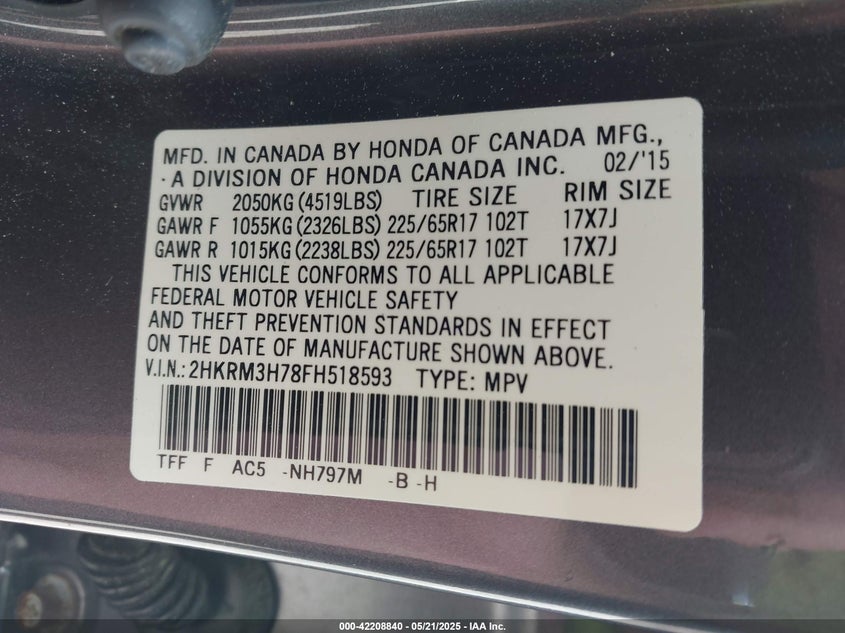 MFD. IN CANADA BY HONDA OF CANADA MFG.,
· A DIVISION OF HONDA CANADA INC. 02/'15
GVWR 2050KG(4519LBS) TIRE SIZE RIM SIZE
GAWR F 1055KG(2326LBS) 225/65R17 102T 17X7J
GAWR R 1015KG(2238LBS) 225/65R17 102T 17X7J
THIS VEHICLE CONFORMS TO ALL APPLICABLE
FEDERAL MOTOR VEHICLE SAFETY
AND THEFT PREVENTION STANDARDS IN EFFECT
ON THE DATE OF MANUFACTURE SHOWN ABOVE.
V.I.N.: 2HKRM3H78FH518593 TYPE: MPV
TFF F AC5 -NH797M -B -H
000-42208840 - 05/21/2025 - IAA Inc.